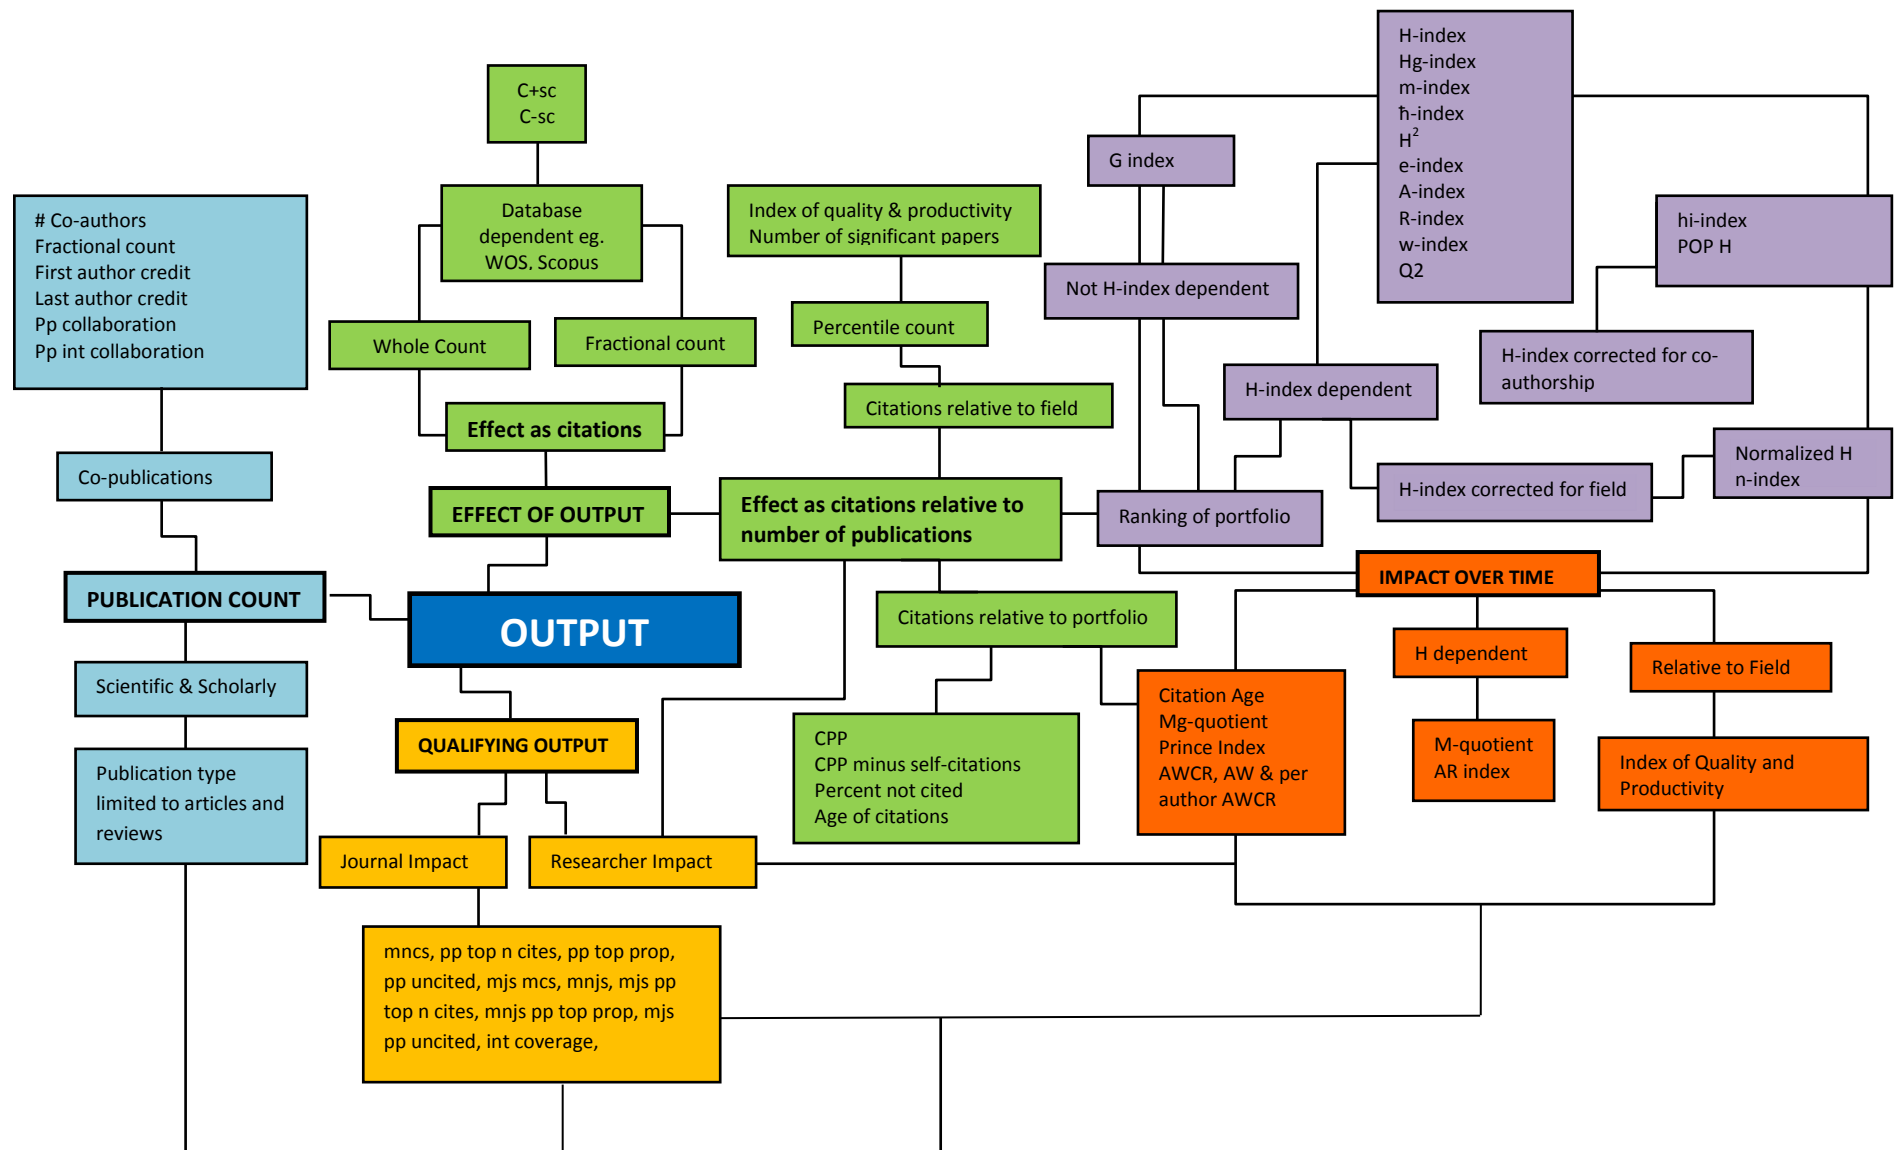 H-index
Hg-index
m-index
ħ-index
H²
e-index
A-index
R-index
w-index
Q2
C+sc
C-sc
G index
# Co-authors
Fractional count
First author credit
Last author credit
Pp collaboration
Pp int collaboration
Database
dependent eg.
WOS, Scopus
Index of quality & productivity
Number of significant papers
hi-index
POP H
Not H-index dependent
Whole Count
Fractional count
Percentile count
H-index corrected for co-
authorship
H-index dependent
Citations relative to field
Effect as citations
Co-publications
Normalized H
n-index
H-index corrected for field
EFFECT OF OUTPUT
Effect as citations relative to
number of publications
Ranking of portfolio
IMPACT OVER TIME
PUBLICATION COUNT
OUTPUT
Citations relative to portfolio
H dependent
Relative to Field
Scientific & Scholarly
Citation Age
Mg-quotient
Prince Index
AWCR, AW & per
author AWCR
QUALIFYING OUTPUT
CPP
CPP minus self-citations
Percent not cited
Age of citations
M-quotient
AR index
Index of Quality and
Productivity
Publication type
limited to articles and
reviews
Journal Impact
Researcher Impact
mncs, pp top n cites, pp top prop,
pp uncited, mjs mcs, mnjs, mjs pp
top n cites, mnjs pp top prop, mjs
pp uncited, int coverage,